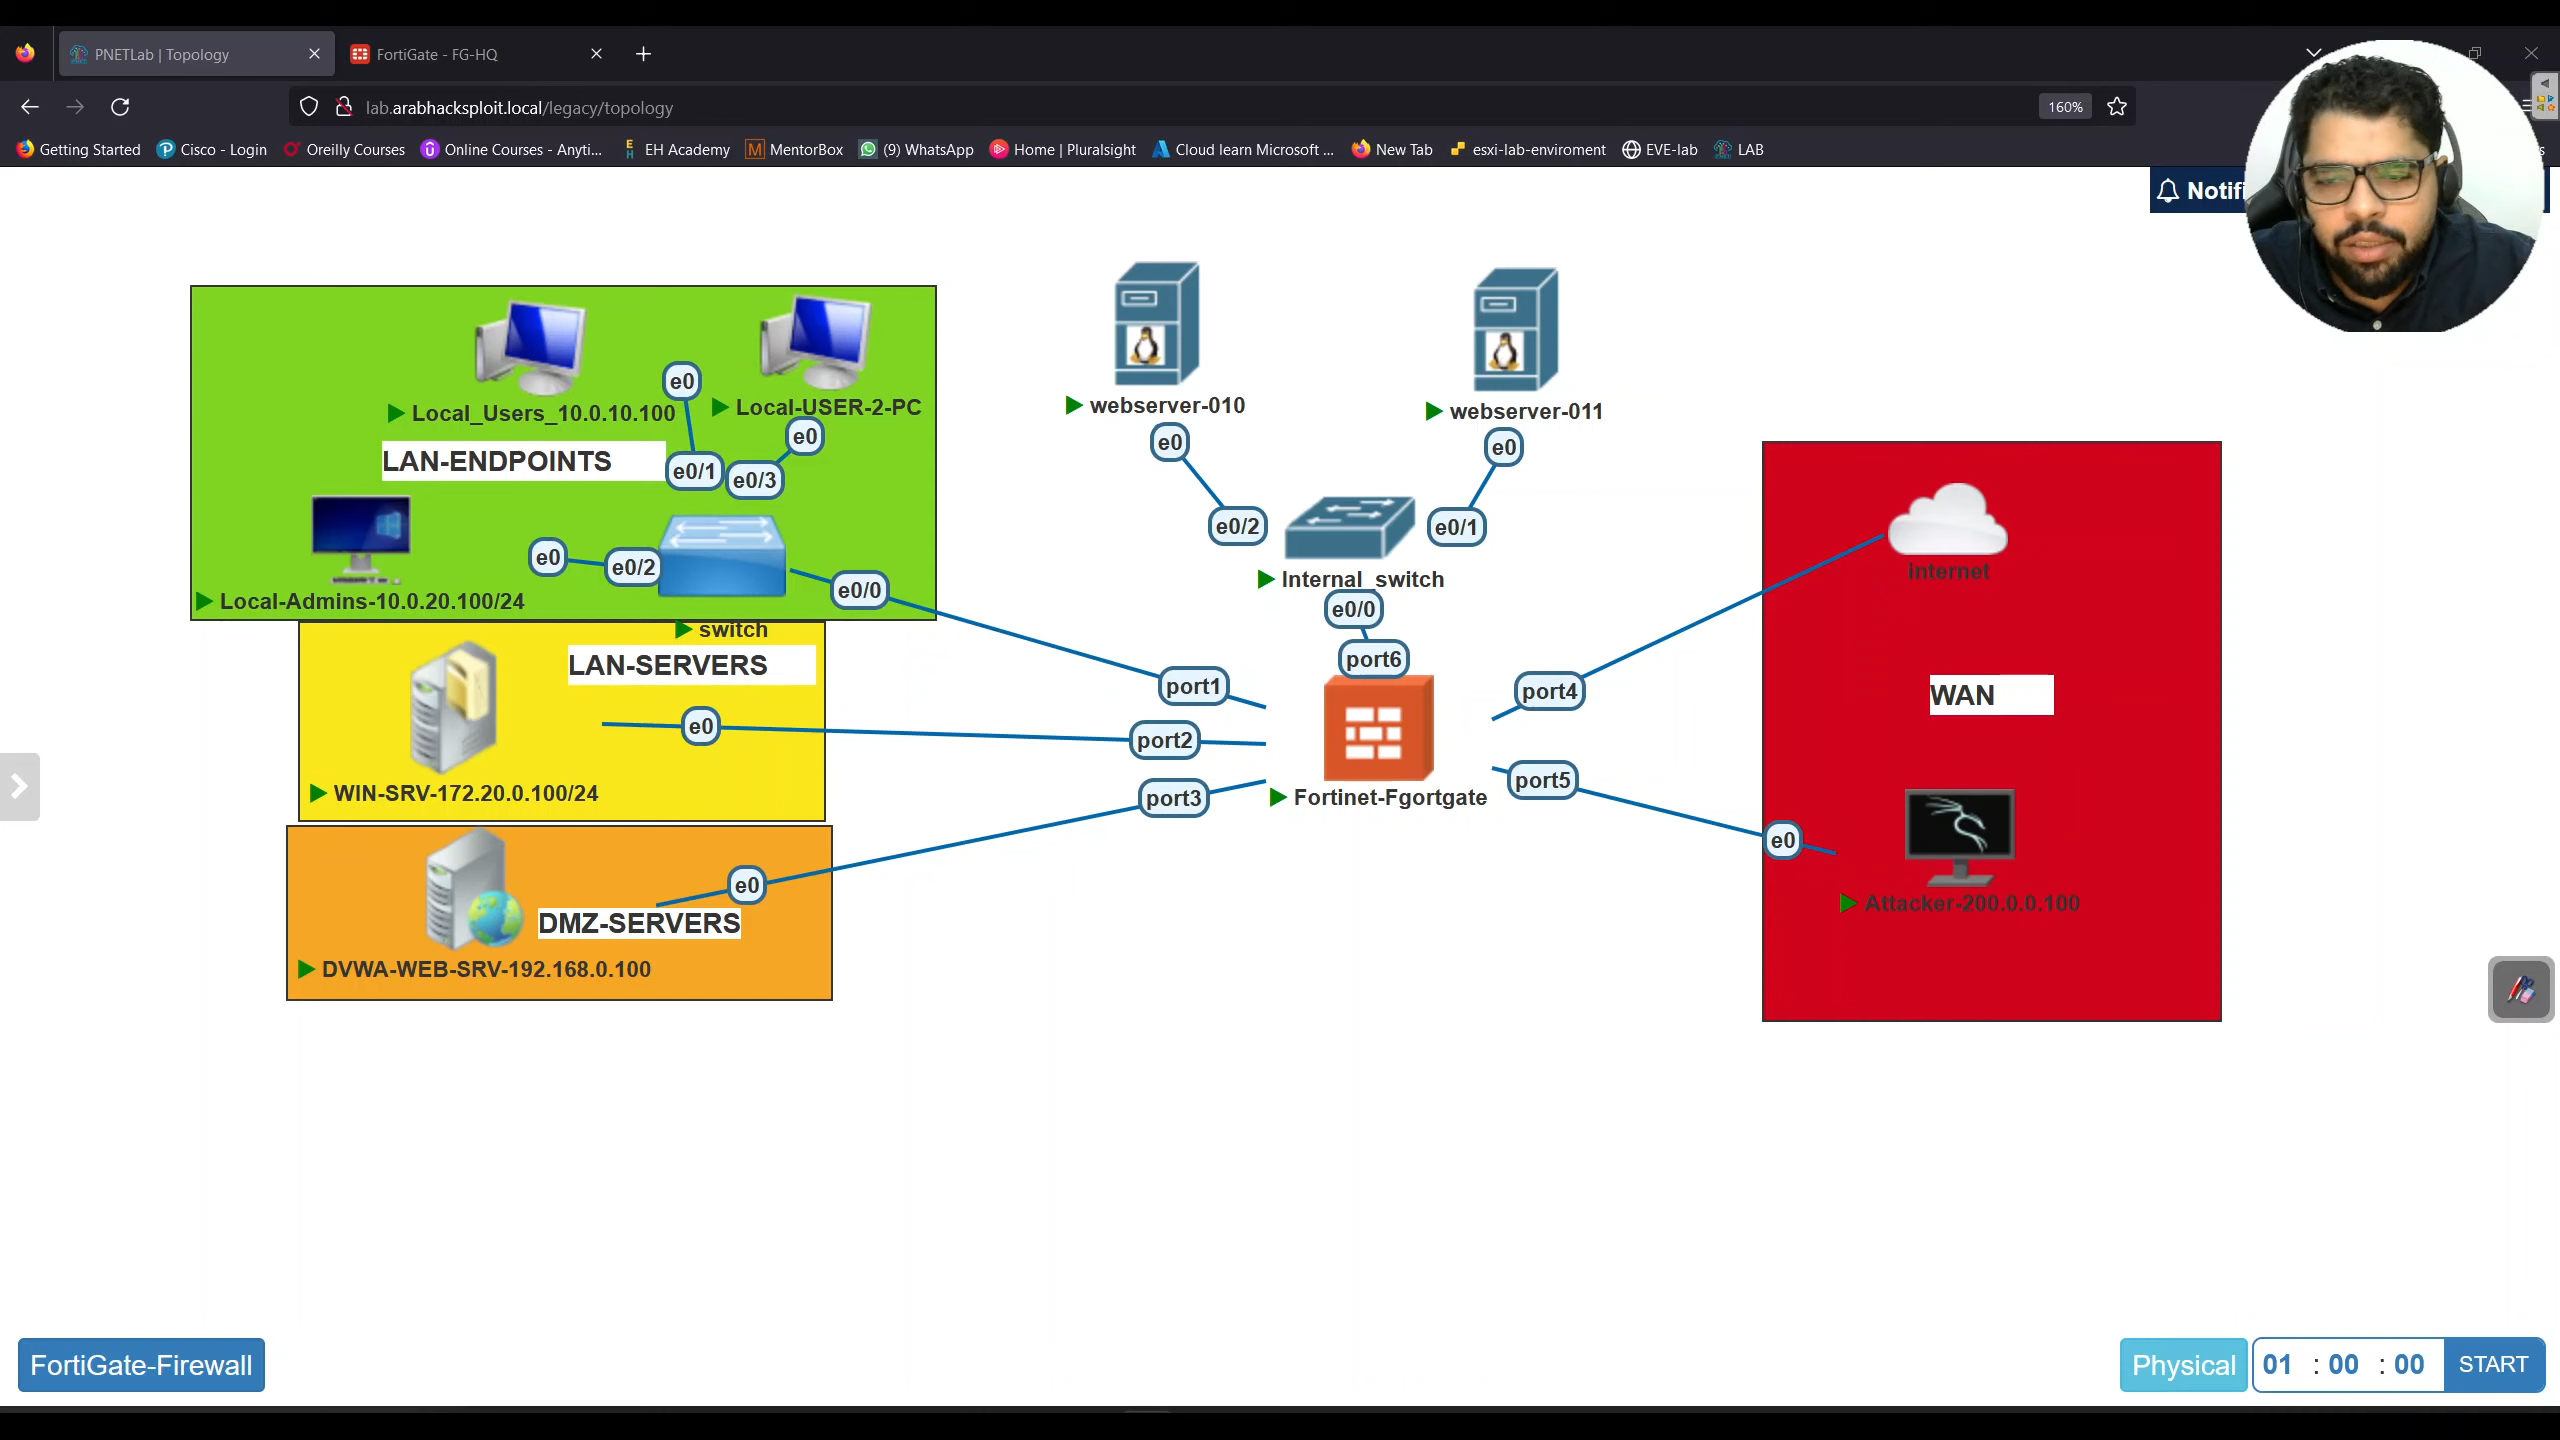 PNETLab | Topology
FortiGate - FG-HQ
lab.arabhacksploit.local/legacy/topology
160%
Getting Started
Cisco - Login
Oreilly Courses
Online Courses - Anyti...
EH Academy
MentorBox
(9) WhatsApp
Home | Pluralsight
Cloud learn Microsoft ...
New Tab
esxi-lab-enviroment
EVE-lab
LAB
Notifi
e0
Local_Users_10.0.10.100
Local-USER-2-PC
e0
LAN-ENDPOINTS
e0/1
e0/3
e0
e0/2
e0/0
Local-Admins-10.0.20.100/24
switch
LAN-SERVERS
e0
WIN-SRV-172.20.0.100/24
e0
DMZ-SERVERS
DVWA-WEB-SRV-192.168.0.100
webserver-010
webserver-011
e0
e0
e0/2
e0/1
Internal_switch
e0/0
port6
port1
port2
port3
port4
port5
Fortinet-Fgortgate
Internet
WAN
e0
Attacker-200.0.0.100
FortiGate-Firewall
Physical
01 : 00 : 00
START